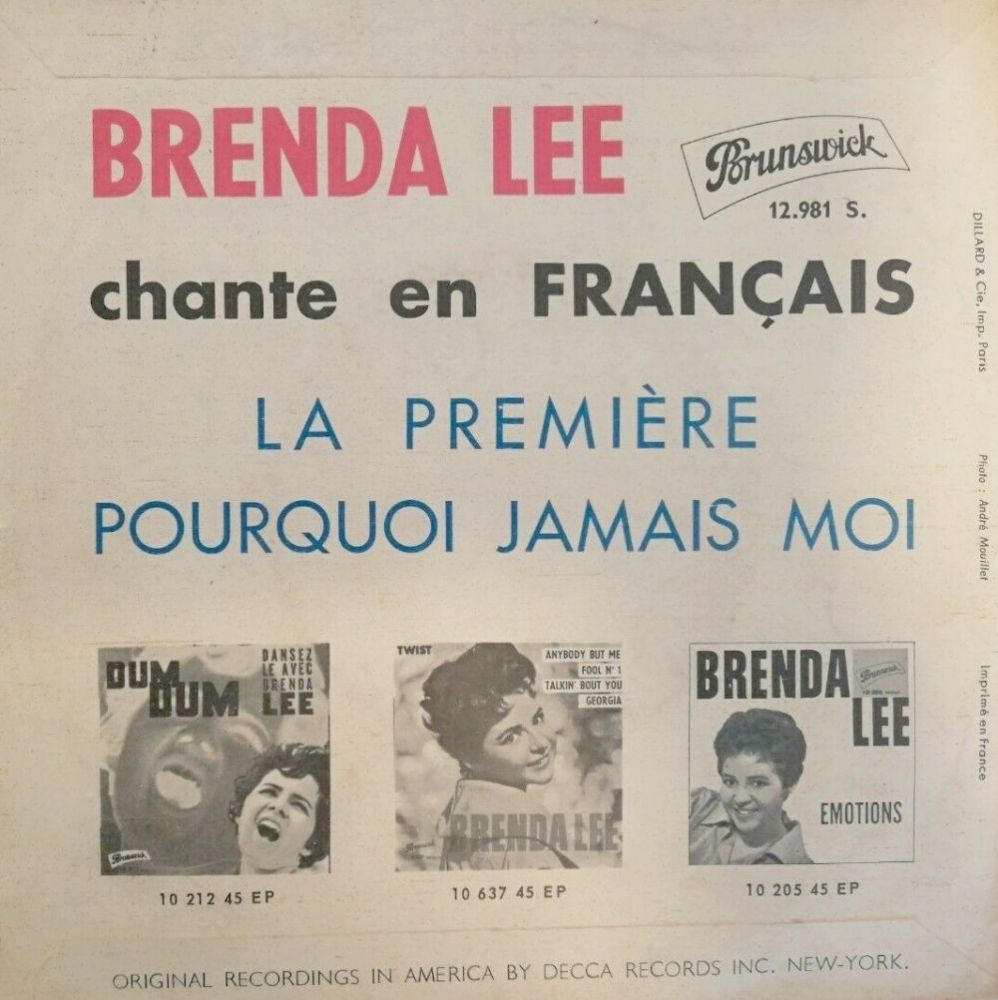 BRENDA LEE
Brunswick
12.981 S.
chante en FRANÇAIS
LA PREMIÈRE
POURQUOI JAMAIS MOI
DUM DUM
DANSEZ
LE AVEC
BRENDA
LEE
Brunswick
10 212 45 EP
TWIST
ANYBODY BUT ME
FOOL N° 1
TALKIN' BOUT YOU
GEORGIA
BRENDA LEE
10 637 45 EP
BRENDA
LEE
Brunswick
EMOTIONS
10 205 45 EP
ORIGINAL RECORDINGS IN AMERICA BY DECCA RECORDS INC. NEW-YORK.
DILLARD & Cie, Imp. Paris
Photo : André Mouillet
Imprimé en France